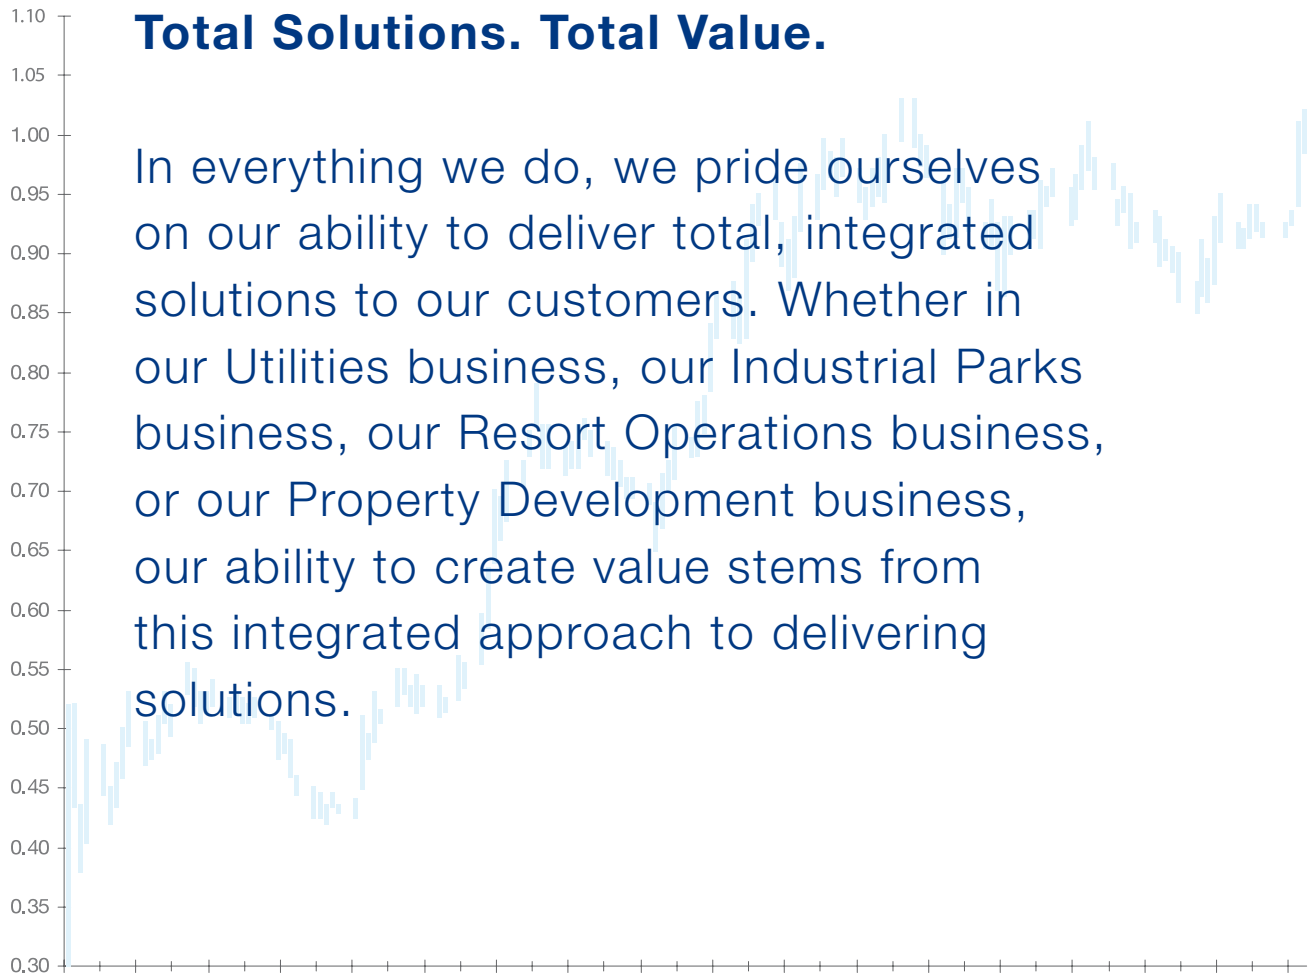 Total Solutions. Total Value.
In everything we do, we pride ourselves
on our ability to deliver total, integrated
solutions to our customers. Whether in
our Utilities business, our Industrial Parks
business, our Resort Operations business,
or our Property Development business,
our ability to create value stems from
this integrated approach to delivering
solutions.
1.10
1.05
1.00
0.95
0.90
0.85
0.80
0.75
0.70
0.65
0.60
0.55
0.50
0.45
0.40
0.35
0.30